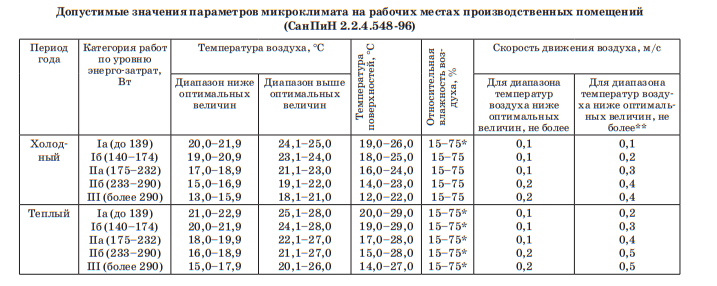 Допустимые значения параметров микроклимата на рабочих местах производственных помещений
(СанПиН 2.2.4.548-96)
Период года | Категория работ по уровню энерго-затрат, Вт | Температура воздуха, °С | Температура поверхностей, °С | Относительная влажность воз-духа, % | Скорость движения воздуха, м/с
Диапазон ниже оптимальных величин | Диапазон выше оптимальных величин | Для диапазона температур воздуха ниже оптимальных величин, не более | Для диапазона температур возду-ха ниже оптималь-ных величин, не более**
Холод-ный | Iа (до 139) | 20,0–21,9 | 24,1–25,0 | 19,0–26,0 | 15–75* | 0,1 | 0,1
Iб (140–174) | 19,0–20,9 | 23,1–24,0 | 18,0–25,0 | 15–75 | 0,1 | 0,2
IIа (175–232) | 17,0–18,9 | 21,1–23,0 | 16,0–24,0 | 15–75 | 0,1 | 0,3
IIб (233–290) | 15,0–16,9 | 19,1–22,0 | 14,0–23,0 | 15–75 | 0,2 | 0,4
III (более 290) | 13,0–15,9 | 18,1–21,0 | 12,0–22,0 | 15–75 | 0,2 | 0,4
Теплый | Iа (до 139) | 21,0–22,9 | 25,1–28,0 | 20,0–29,0 | 15–75* | 0,1 | 0,2
Iб (140–174) | 20,0–21,9 | 24,1–28,0 | 19,0–29,0 | 15–75* | 0,1 | 0,3
IIа (175–232) | 18,0–19,9 | 22,1–27,0 | 17,0–28,0 | 15–75* | 0,1 | 0,4
IIб (233–290) | 16,0–18,9 | 21,1–27,0 | 15,0–28,0 | 15–75* | 0,2 | 0,5
III (более 290) | 15,0–17,9 | 20,1–26,0 | 14,0–27,0 | 15–75* | 0,2 | 0,5